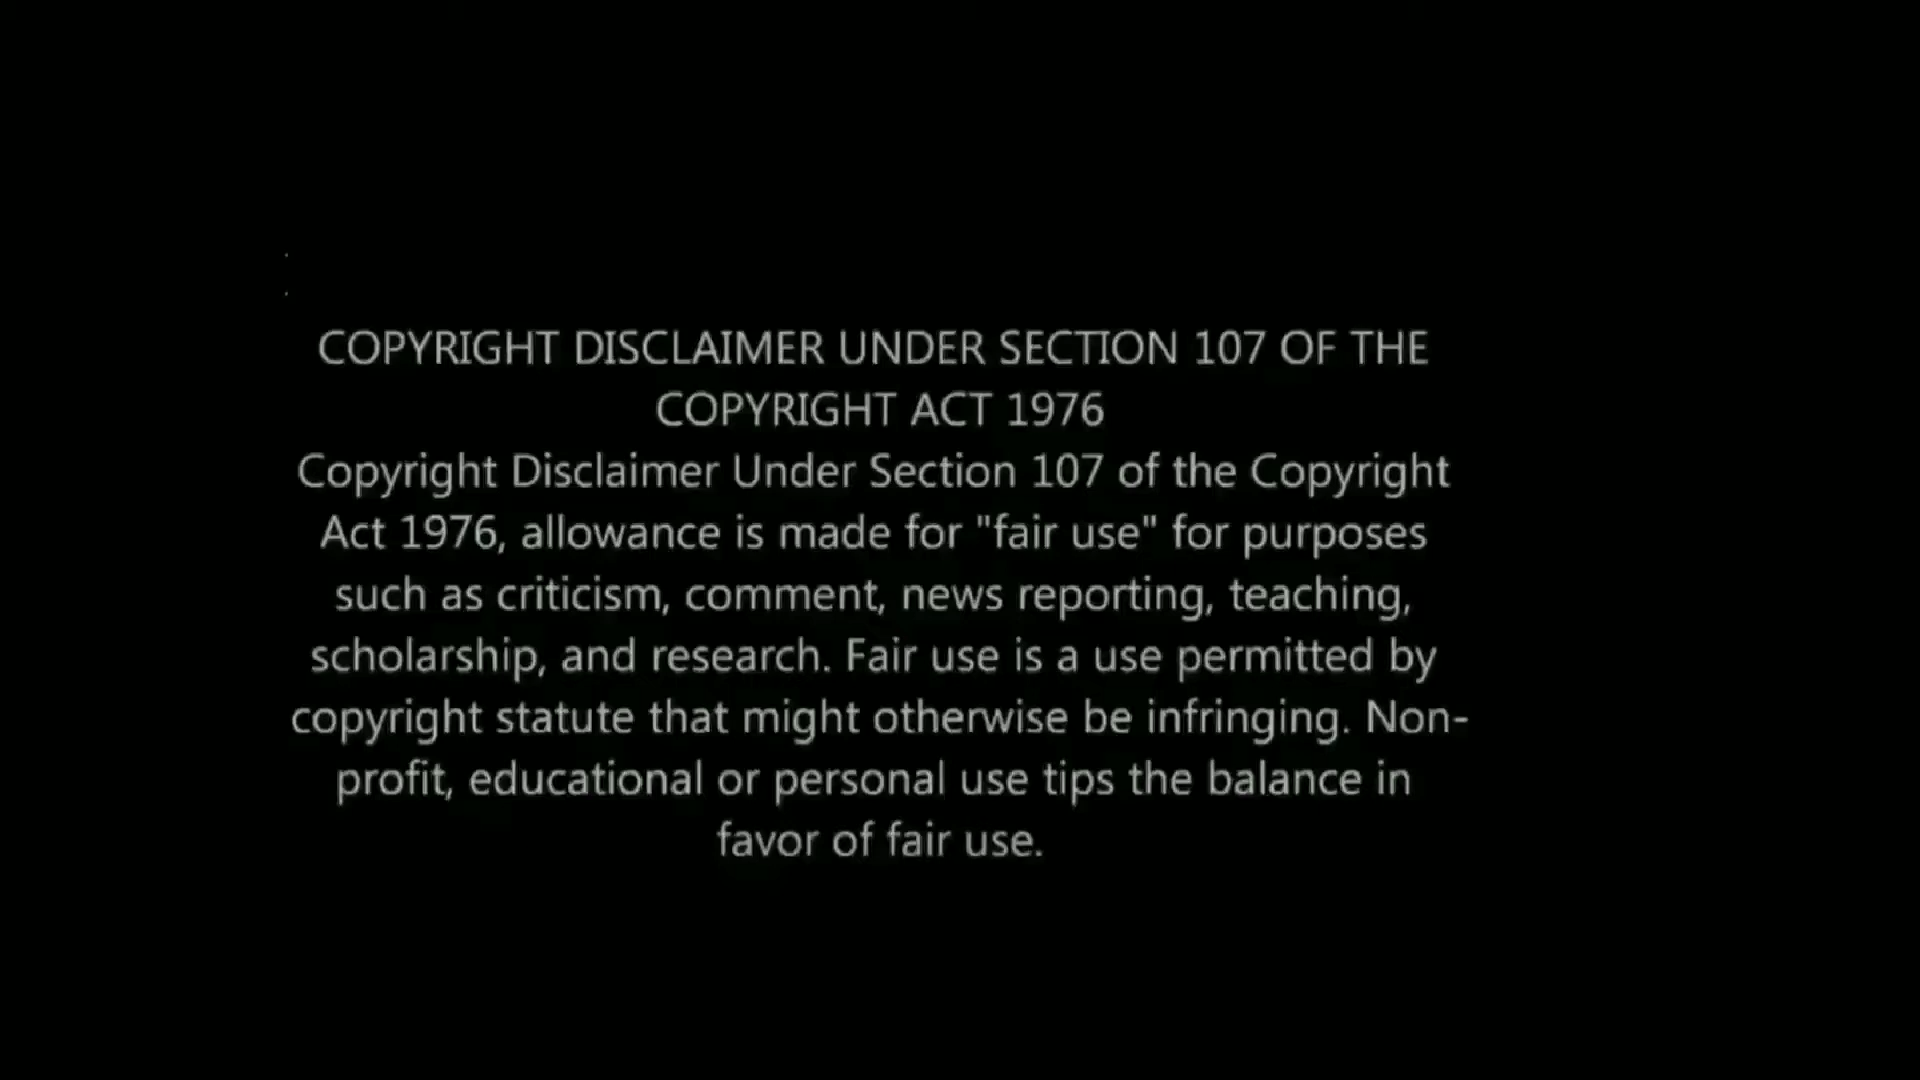 COPYRIGHT DISCLAIMER UNDER SECTION 107 OF THE
COPYRIGHT ACT 1976
Copyright Disclaimer Under Section 107 of the Copyright
Act 1976, allowance is made for "fair use" for purposes
such as criticism, comment, news reporting, teaching,
scholarship, and research. Fair use is a use permitted by
copyright statute that might otherwise be infringing. Non-
profit, educational or personal use tips the balance in
favor of fair use.